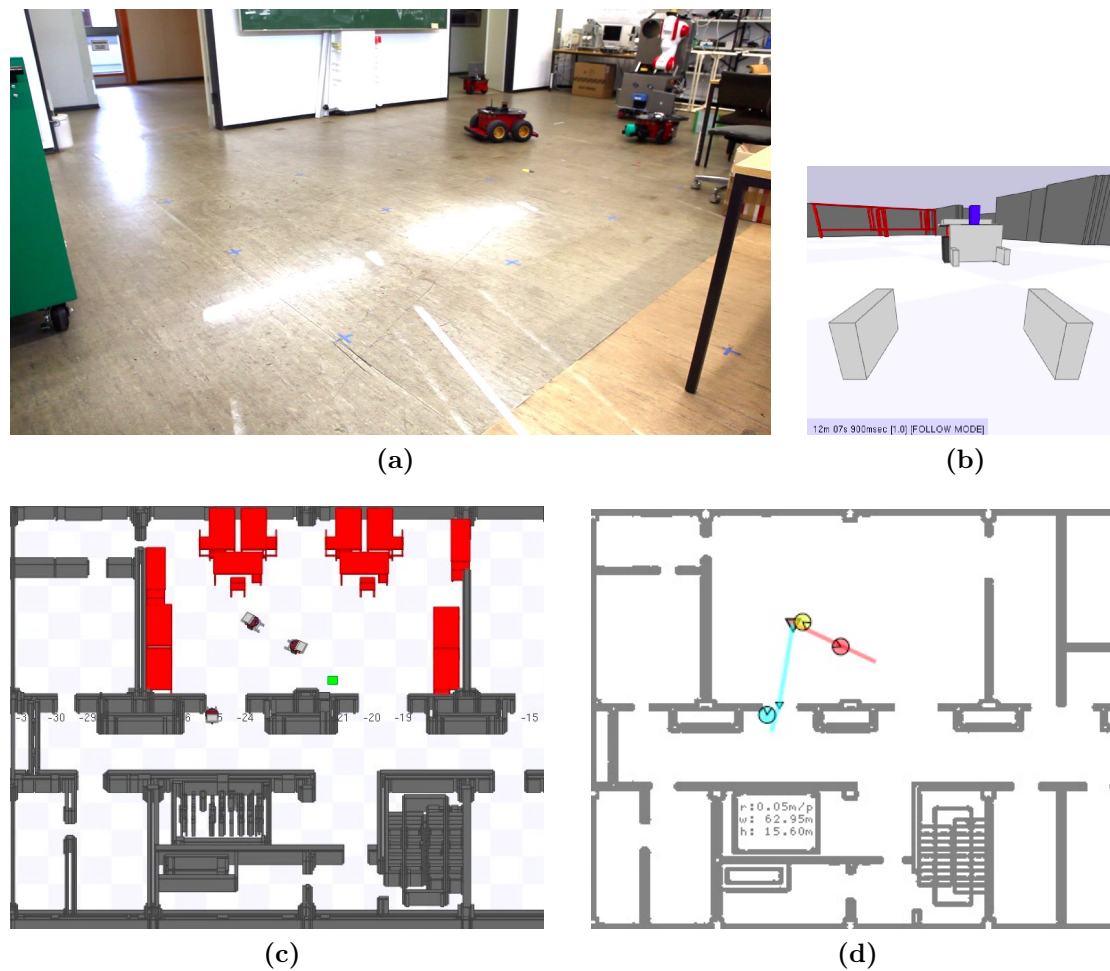 (a)
12m 07s 900msec [1.0] [FOLLOW MODE]
(b)
-30 -29 -24 -21 -20 -19 -15
(c)
r:0.05m/p
w: 62.95m
h: 15.60m
(d)